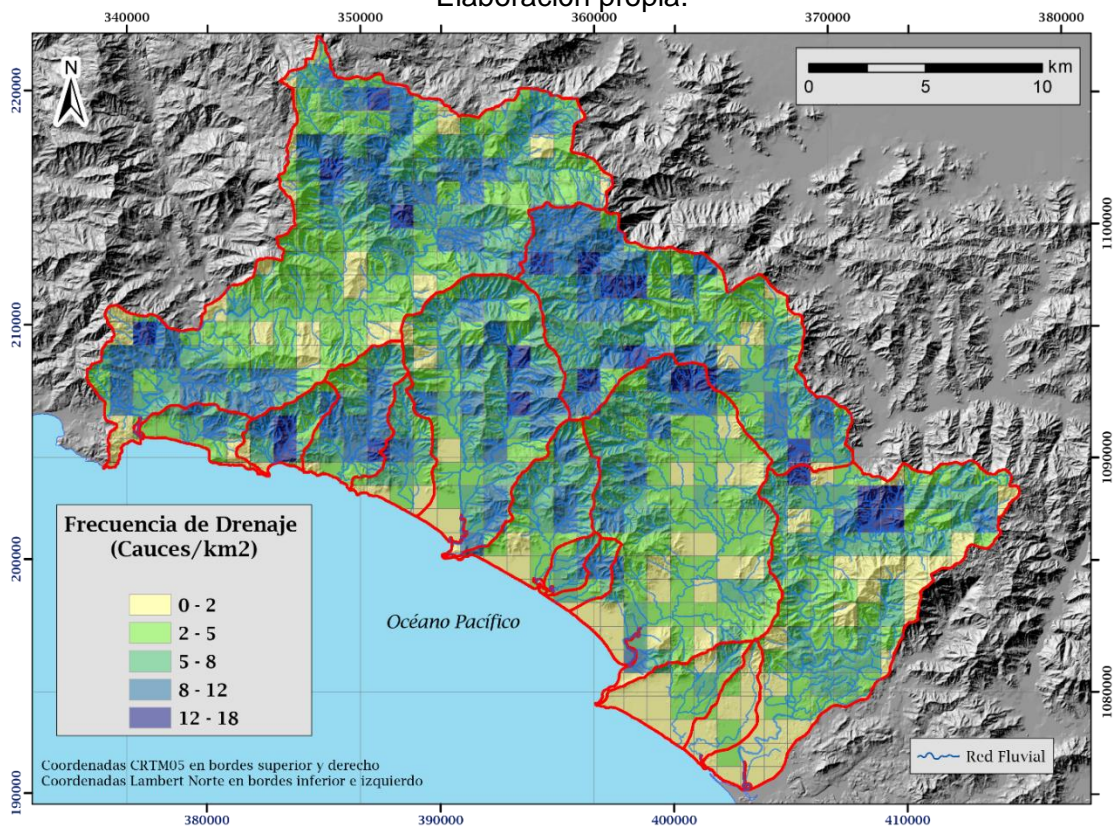 Elaboración propia.
340000 350000 360000 370000 380000
N
km
0 5 10
220000
210000
200000
190000
1100000
1090000
1080000
Frecuencia de Drenaje
(Cauces/km2)
0 - 2
2 - 5
5 - 8
8 - 12
12 - 18
Océano Pacífico
Coordenadas CRTM05 en bordes superior y derecho
Coordenadas Lambert Norte en bordes inferior e izquierdo
Red Fluvial
380000 390000 400000 410000